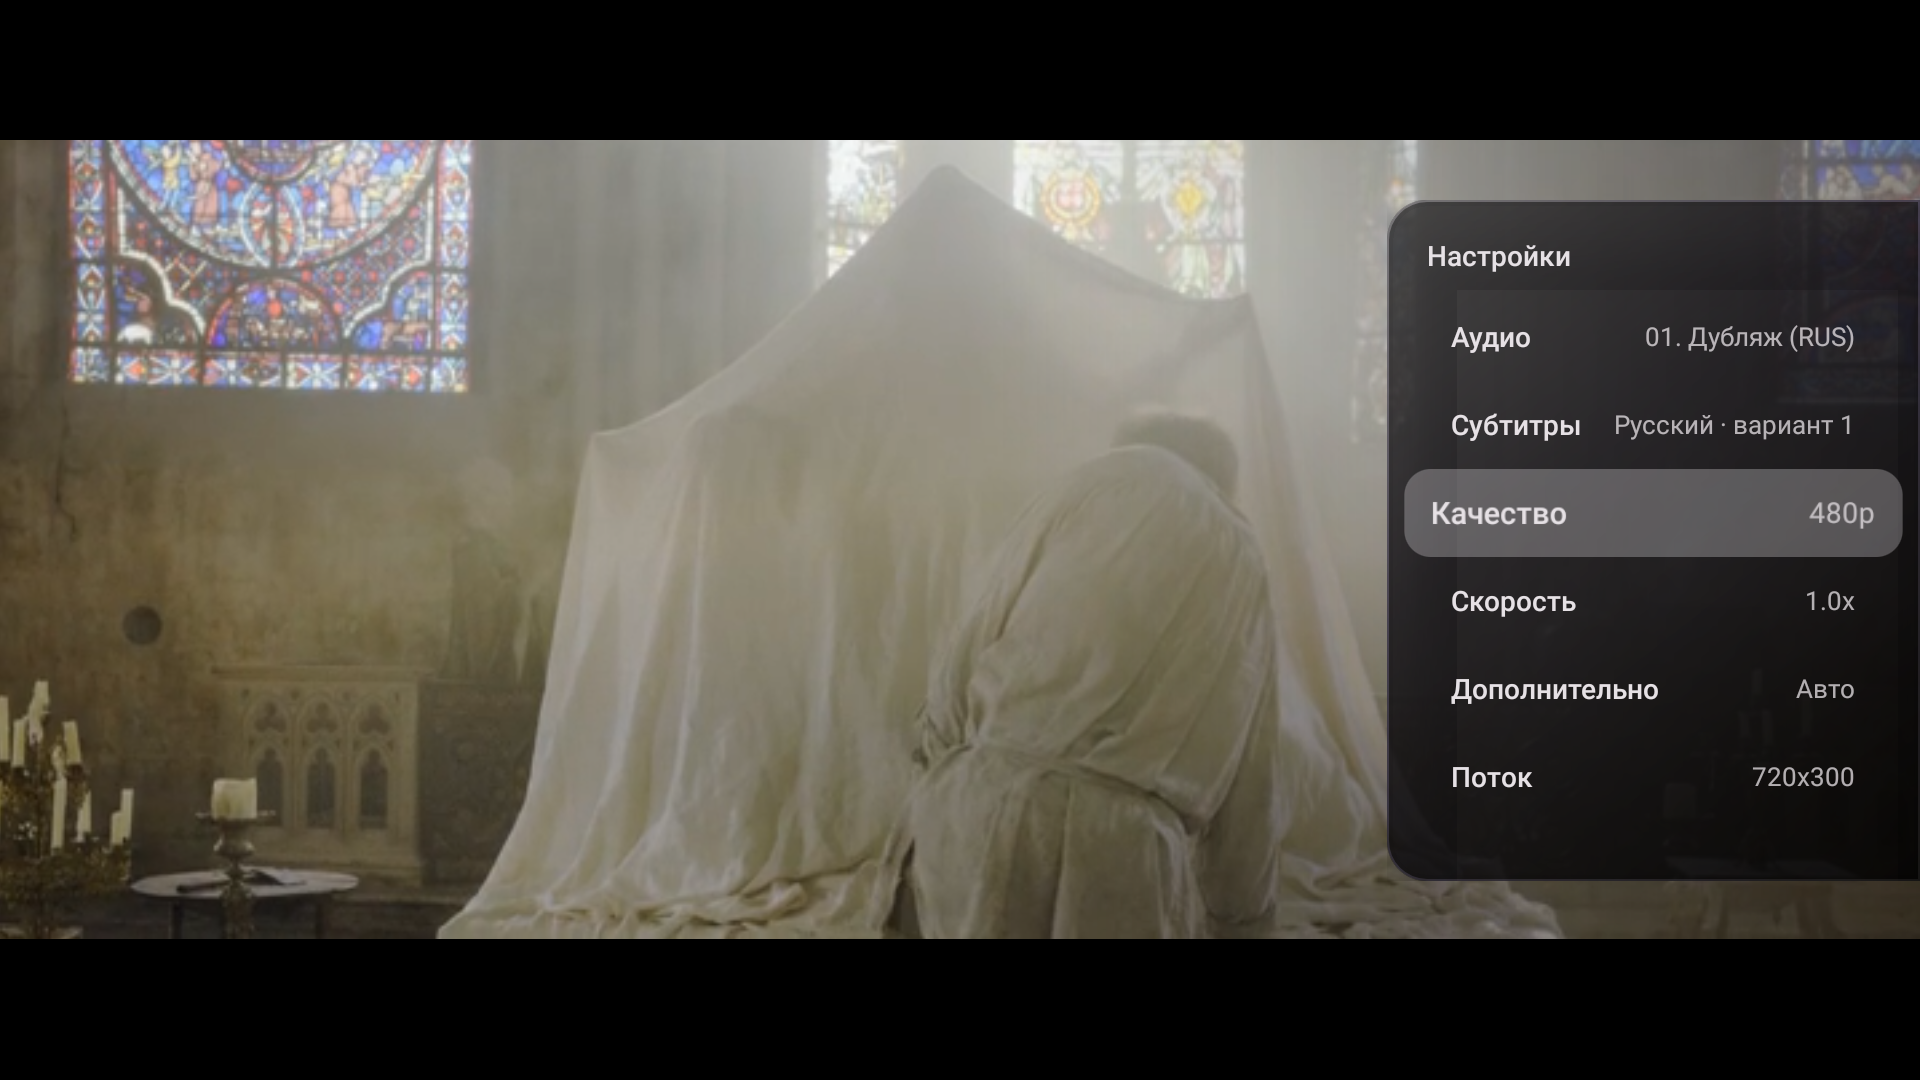 Настройки
Аудио 01. Дубляж (RUS)
Субтитры Русский · вариант 1
Качество 480p
Скорость 1.0x
Дополнительно Авто
Поток 720x300